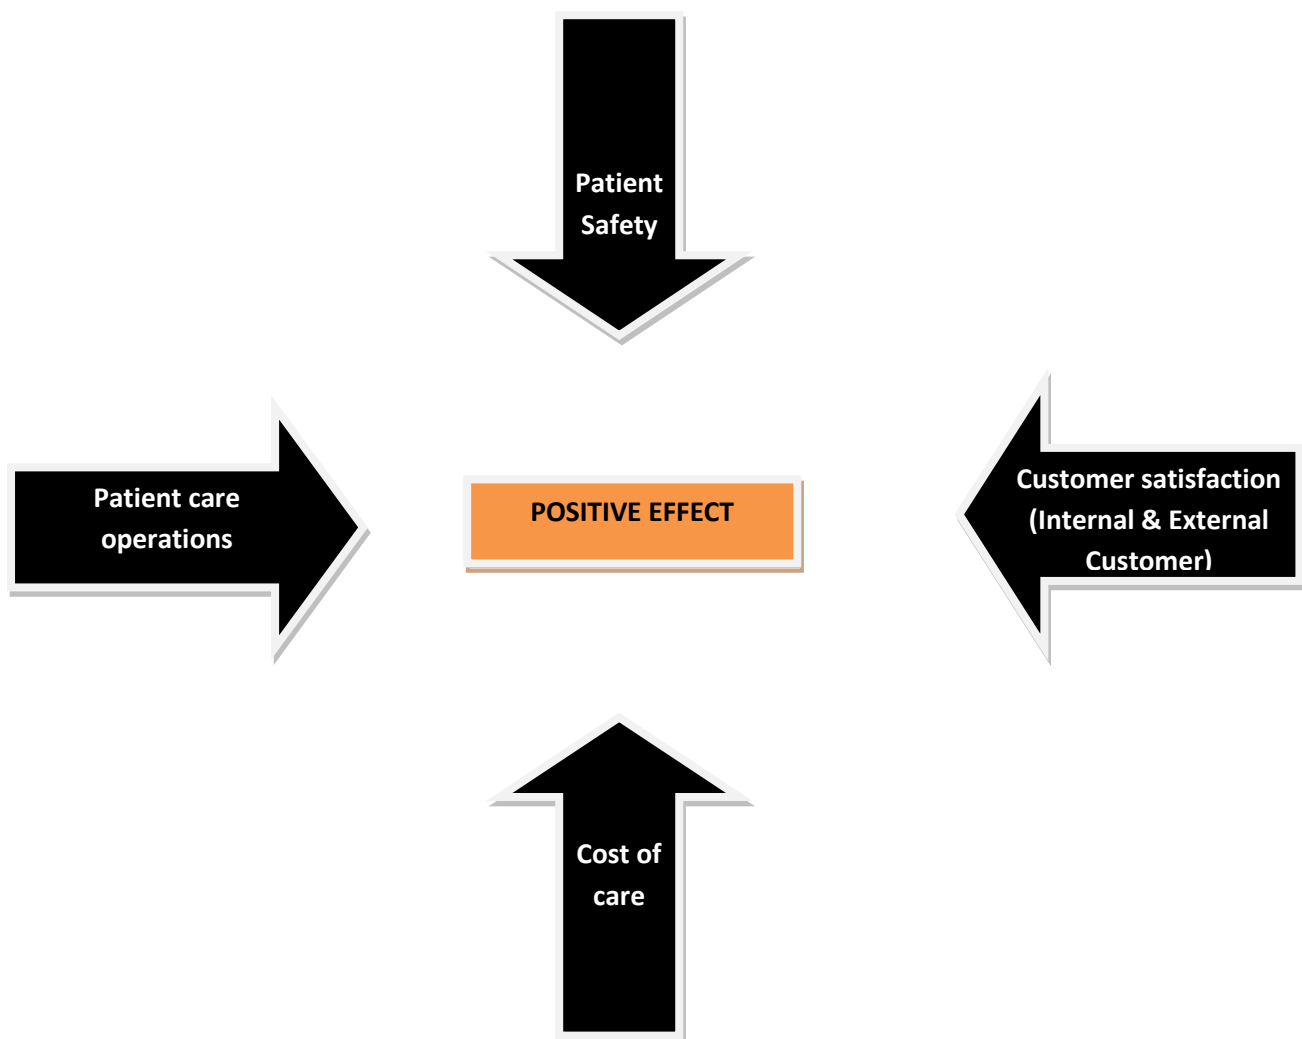 Patient
Safety
Patient care
operations
POSITIVE EFFECT
Customer satisfaction
(Internal & External
Customer)
Cost of
care